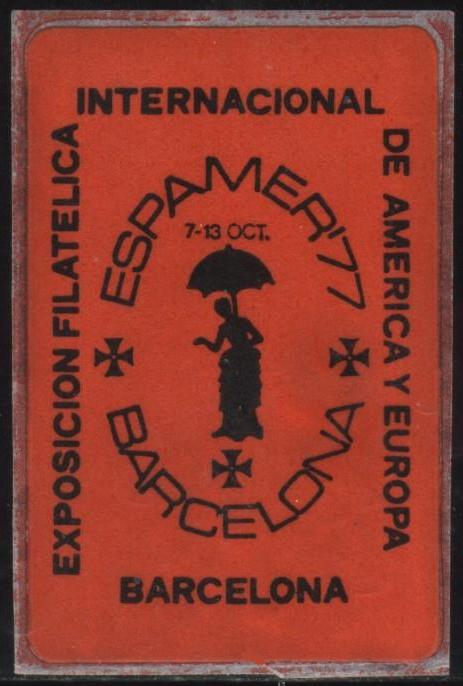 EXPOSICION FILATELICA
INTERNACIONAL
DE AMERICA Y EUROPA
ESPAMER'77
7-13 OCT.
BARCELONA
BARCELONA